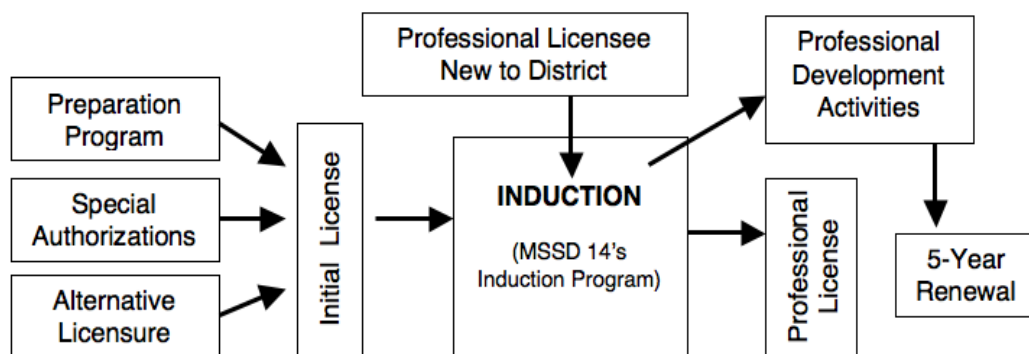 Preparation
Program
Special
Authorizations
Alternative
Licensure
Initial License
Professional Licensee
New to District
INDUCTION
(MSSD 14's
Induction Program)
Professional
Development
Activities
Professional
License
5-Year
Renewal